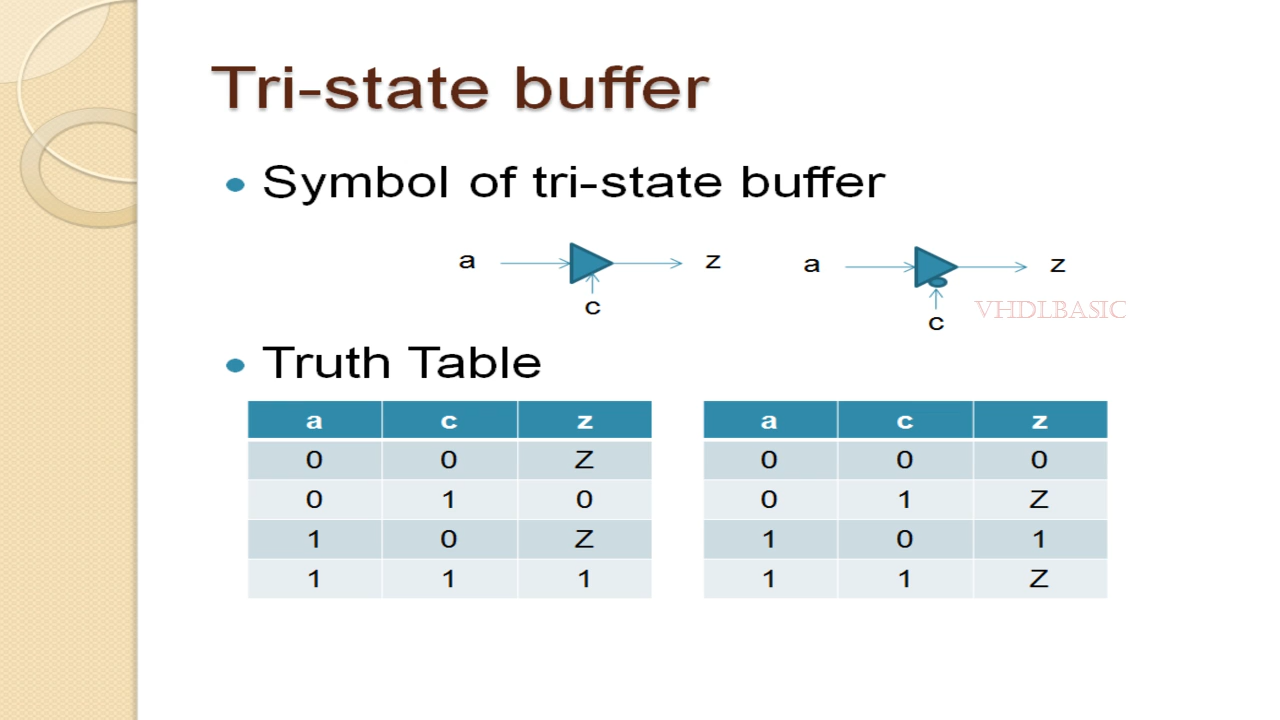 Tri-state buffer
Symbol of tri-state buffer
a z a z
c c
VHDLBASIC
Truth Table
a c z a c z
0 0 Z 0 0 0
0 1 0 0 1 Z
1 0 Z 1 0 1
1 1 1 1 1 Z